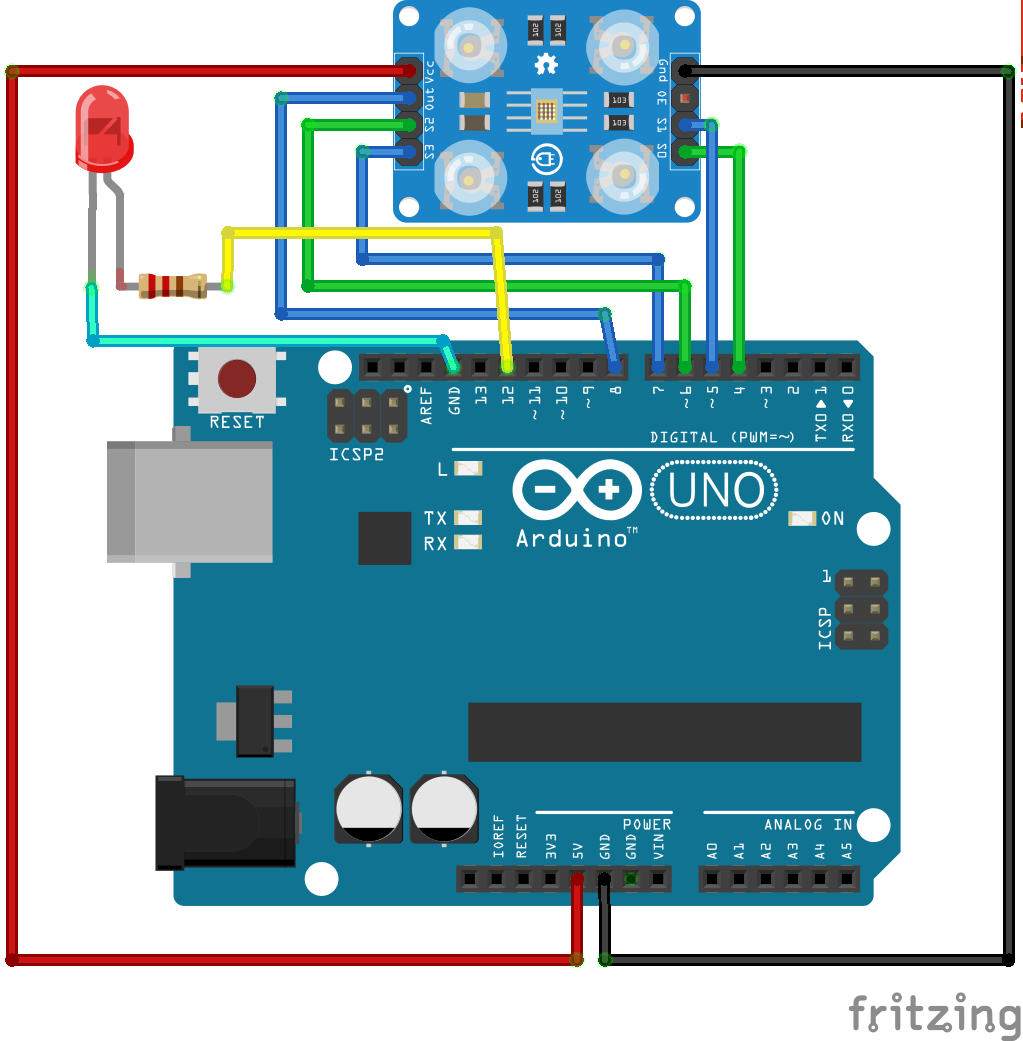 102 102
Vcc Gnd
Out OE
103
S2 S1
103
S3 S0
102 102
RESET
ICSP2
AREF
GND
13
12
~11
~10
~9
8
7
~6
~5
4
~3
2
TX0▶1
RX0◀0
DIGITAL (PWM=~)
L
TX
RX
UNO
Arduino™
ON
1
ICSP
POWER
ANALOG IN
IOREF
RESET
3V3
5V
GND
GND
VIN
A0
A1
A2
A3
A4
A5
fritzing